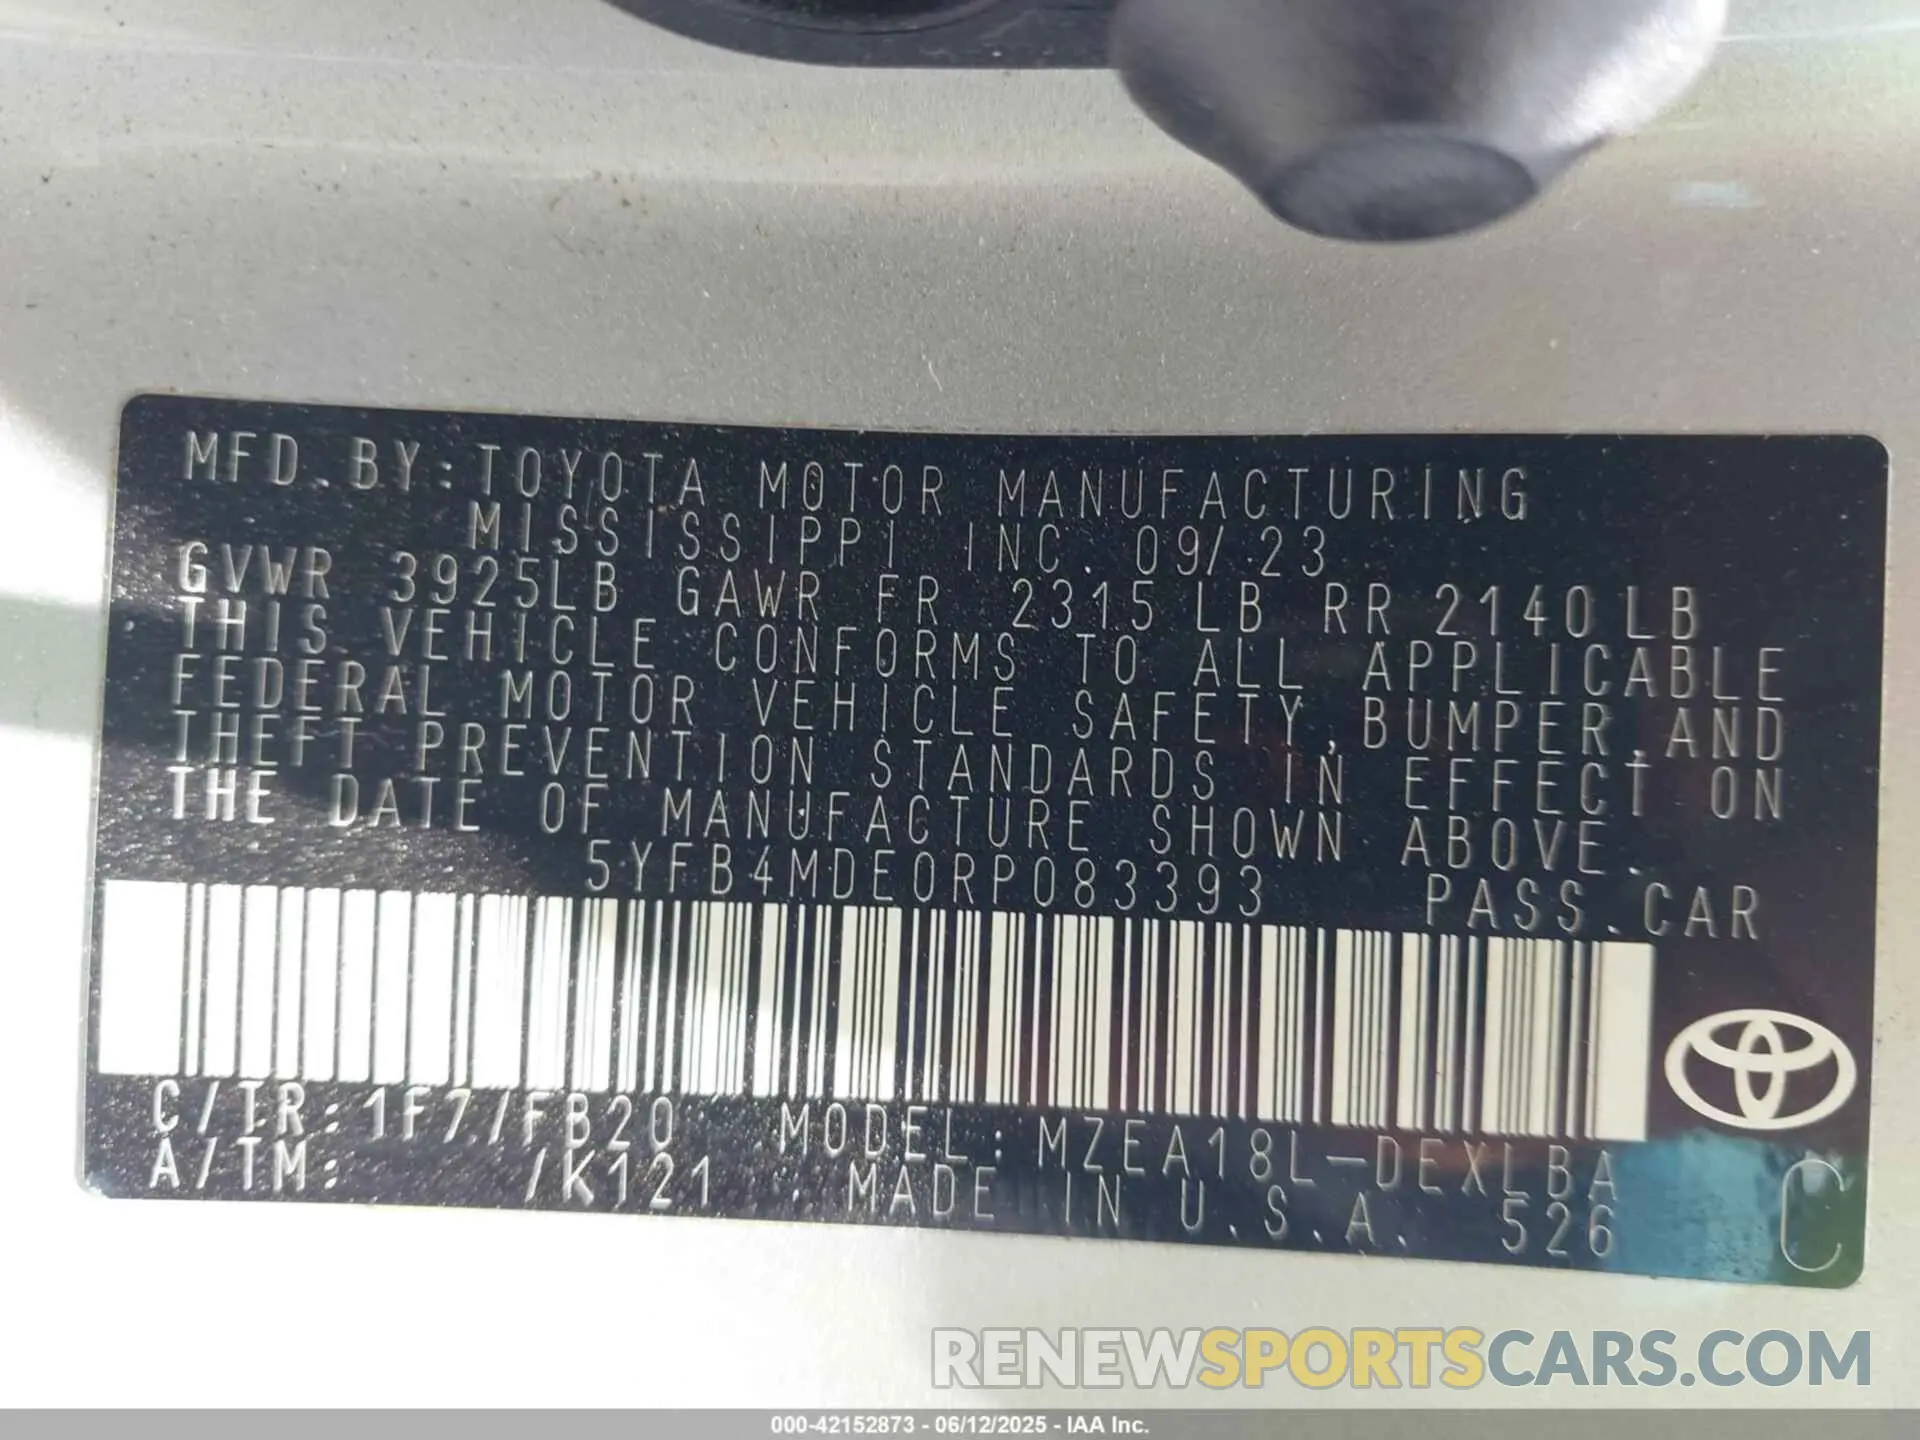 MFD. BY: TOYOTA MOTOR MANUFACTURING
MISSISSIPPI INC. 09/23
GVWR 3925LB GAWR FR 2315LB RR 2140LB
THIS VEHICLE CONFORMS TO ALL APPLICABLE
FEDERAL MOTOR VEHICLE SAFETY, BUMPER, AND
THEFT PREVENTION STANDARDS IN EFFECT ON
THE DATE OF MANUFACTURE SHOWN ABOVE.
5YFB4MDE0RP083393 PASS. CAR
C/TR: 1F7/FB20 MODEL: MZEA18L-DEXLBA
A/TM: /K121 MADE IN U.S.A. 526 C
RENEWSPORTSCARS.COM
000-42152873 - 06/12/2025 - IAA Inc.